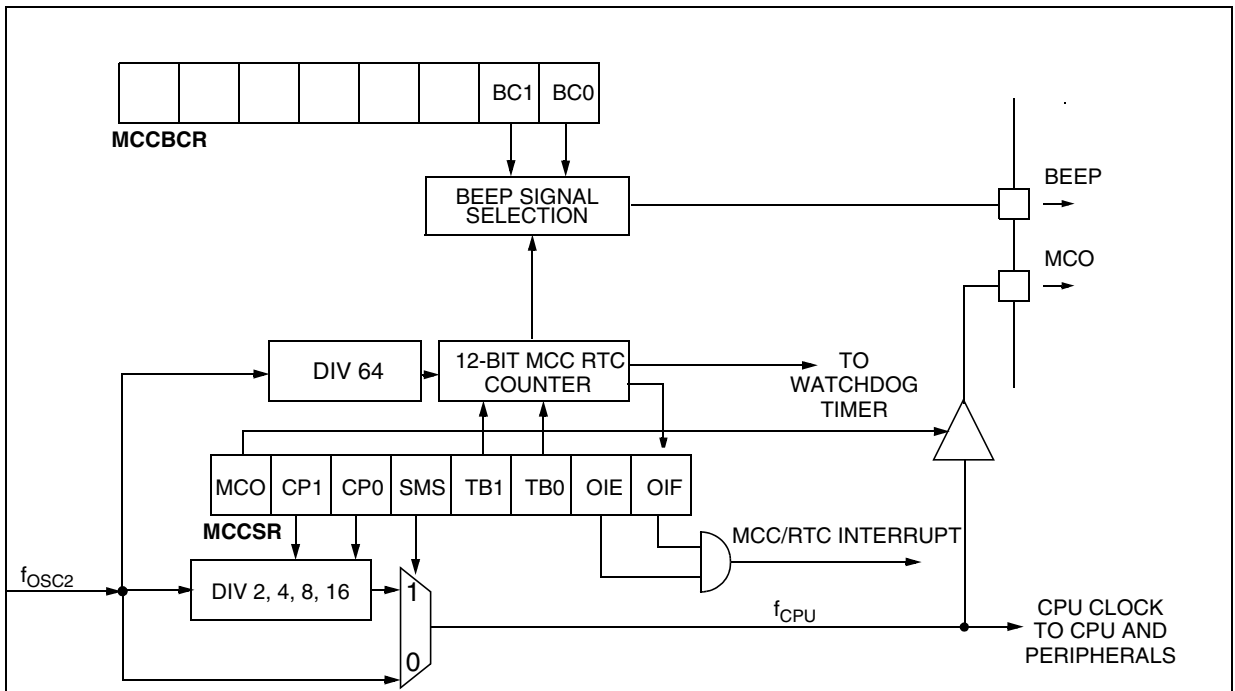 BC1 BC0
MCCBCR
BEEP SIGNAL
SELECTION
BEEP
MCO
DIV 64
12-BIT MCC RTC
COUNTER
TO
WATCHDOG
TIMER
MCO CP1 CP0 SMS TB1 TB0 OIE OIF
MCCSR
MCC/RTC INTERRUPT
fOSC2
DIV 2, 4, 8, 16
1
0
fCPU
CPU CLOCK
TO CPU AND
PERIPHERALS